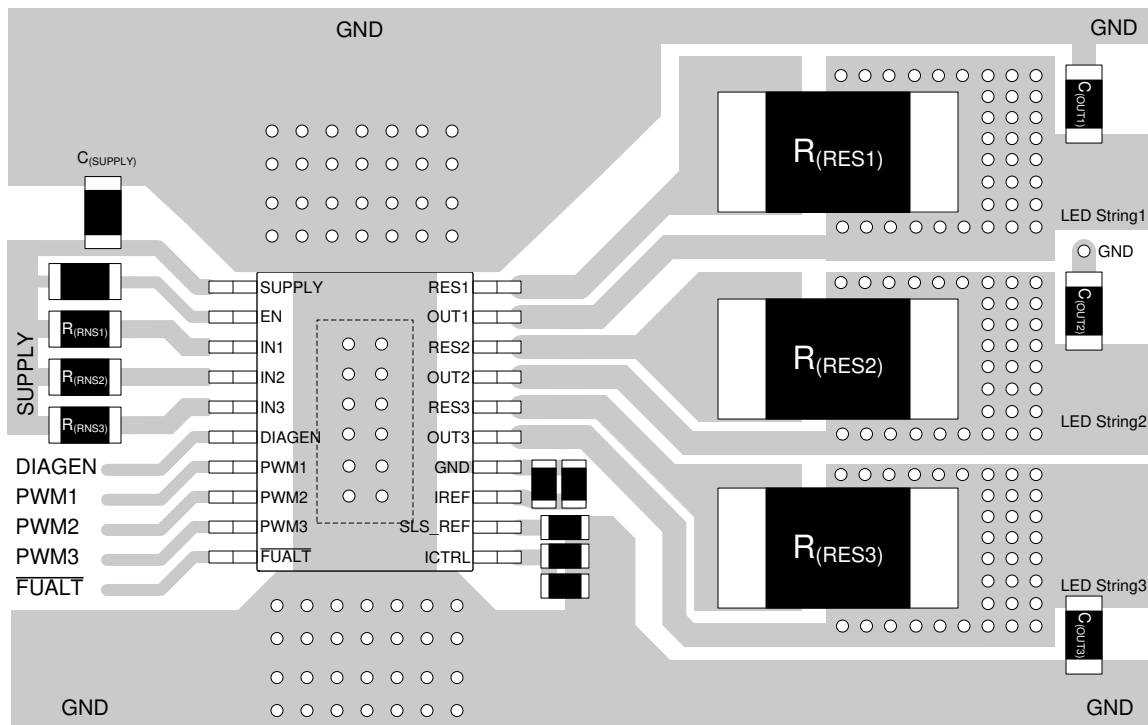 GND
GND
C(SUPPLY)
C(OUT1)
R(RES1)
LED String1
GND
SUPPLY
RES1
EN
OUT1
C(OUT2)
R(RNS1)
IN1
RES2
R(RES2)
SUPPLY
R(RNS2)
IN2
OUT2
R(RNS3)
IN3
RES3
LED String2
DIAGEN
OUT3
DIAGEN
PWM1
GND
PWM1
PWM2
IREF
PWM2
PWM3
SLS_REF
R(RES3)
PWM3
FUALT
ICTRL
FUALT
LED String3
C(OUT3)
GND
GND